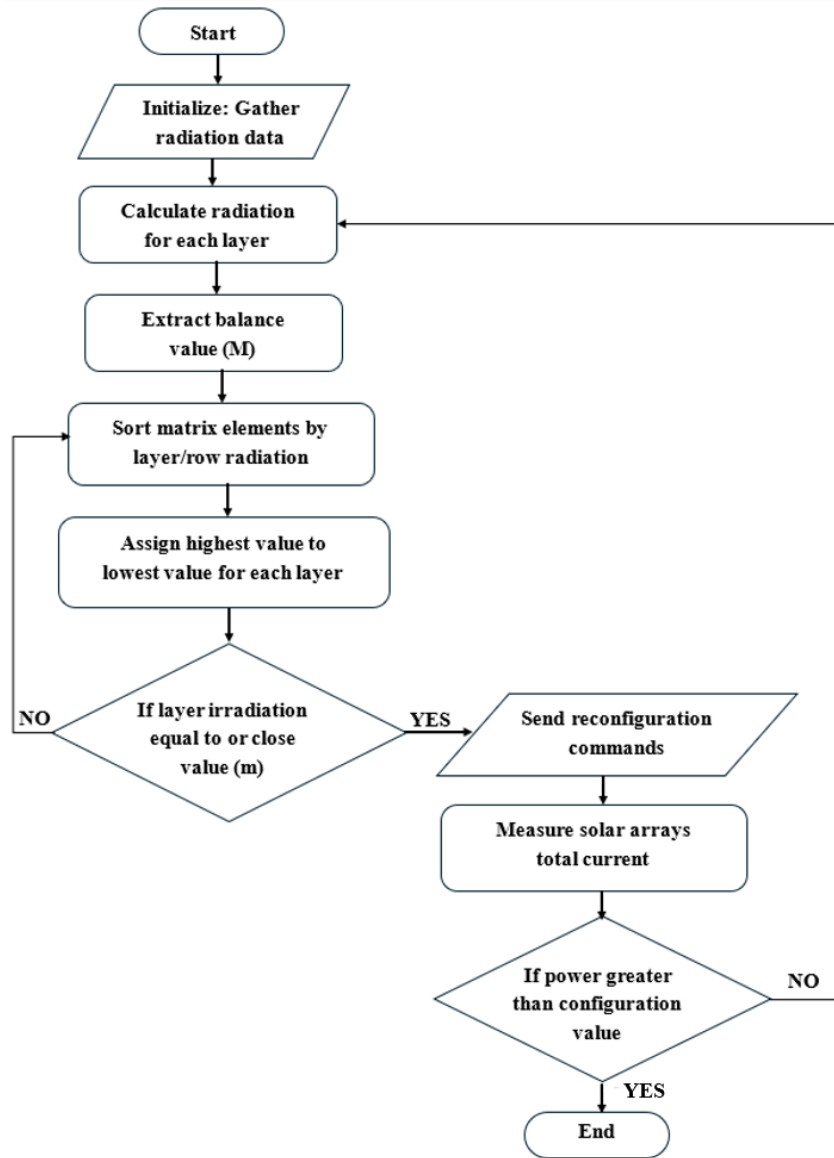 Start
Initialize: Gather
radiation data
Calculate radiation
for each layer
Extract balance
value (M)
Sort matrix elements by
layer/row radiation
Assign highest value to
lowest value for each layer
If layer irradiation
equal to or close
value (m)
NO
YES
Send reconfiguration
commands
Measure solar arrays
total current
If power greater
than configuration
value
NO
YES
End